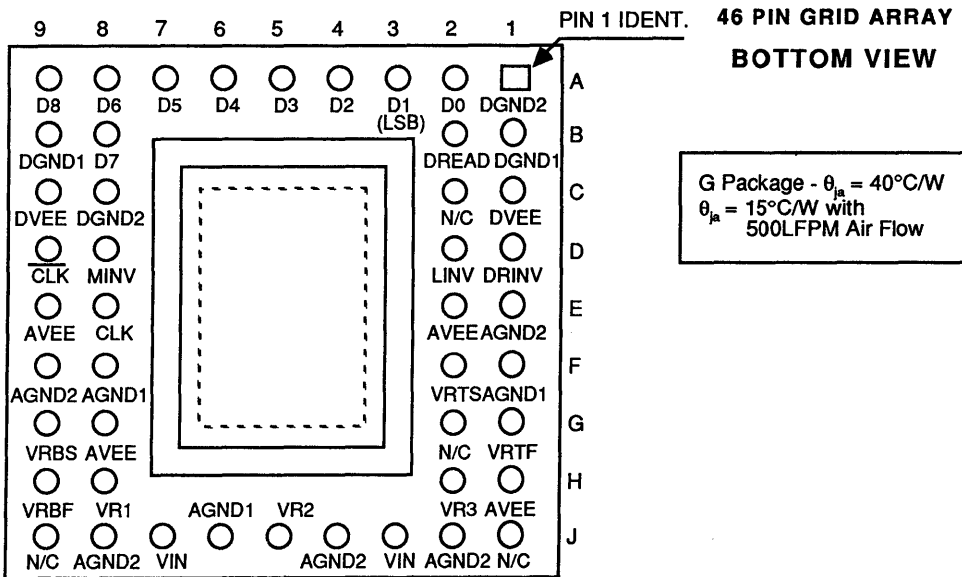 PIN 1 IDENT. 46 PIN GRID ARRAY
BOTTOM VIEW
9 8 7 6 5 4 3 2 1
A
D8 D6 D5 D4 D3 D2 D1 D0 DGND2
(LSB)
B
DGND1 D7 DREAD DGND1
C
DVEE DGND2 N/C DVEE
D
CLK MINV LINV DRINV
E
AVEE CLK AVEE AGND2
F
AGND2 AGND1 VRTS AGND1
G
VRBS AVEE N/C VRTF
H
VRBF VR1 AGND1 VR2 VR3 AVEE
J
N/C AGND2 VIN AGND2 VIN AGND2 N/C
G Package - θja = 40°C/W
θja = 15°C/W with
500LFPM Air Flow